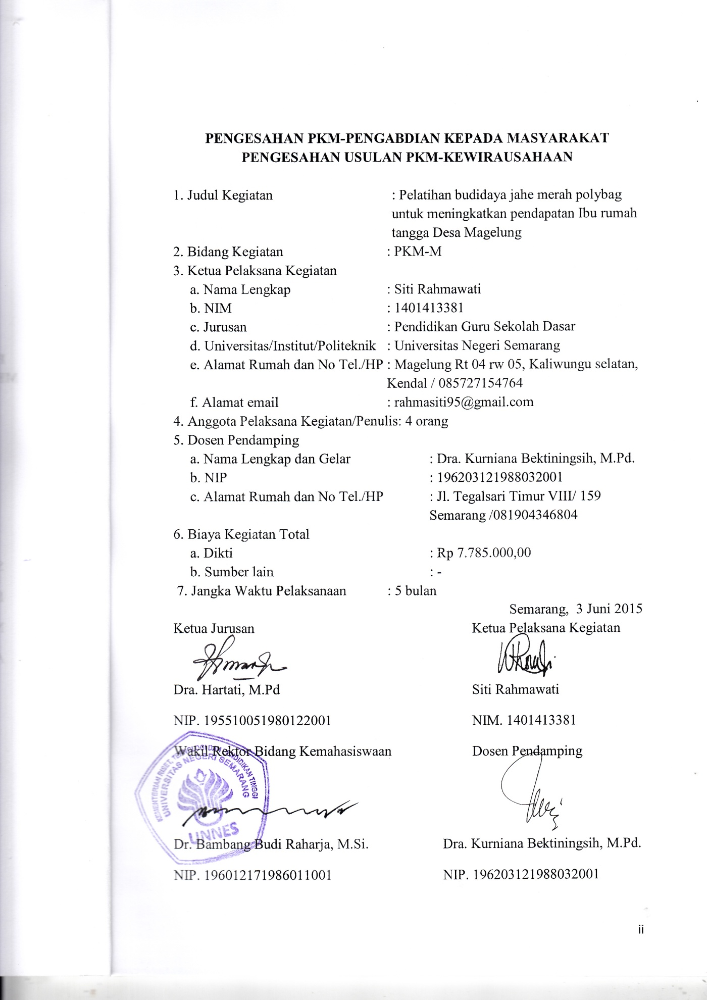 PENGESAHAN PKM-PENGABDIAN KEPADA MASYARAKAT
PENGESAHAN USULAN PKM-KEWIRAUSAHAAN
1. Judul Kegiatan : Pelatihan budidaya jahe merah polybag
untuk meningkatkan pendapatan Ibu rumah
tangga Desa Magelung
2. Bidang Kegiatan : PKM-M
3. Ketua Pelaksana Kegiatan
a. Nama Lengkap : Siti Rahmawati
b. NIM : 1401413381
c. Jurusan : Pendidikan Guru Sekolah Dasar
d. Universitas/Institut/Politeknik : Universitas Negeri Semarang
e. Alamat Rumah dan No Tel./HP : Magelung Rt 04 rw 05, Kaliwungu selatan,
Kendal / 085727154764
f. Alamat email : rahmasiti95@gmail.com
4. Anggota Pelaksana Kegiatan/Penulis: 4 orang
5. Dosen Pendamping
a. Nama Lengkap dan Gelar : Dra. Kurniana Bektiningsih, M.Pd.
b. NIP : 196203121988032001
c. Alamat Rumah dan No Tel./HP : Jl. Tegalsari Timur VIII/ 159
Semarang /081904346804
6. Biaya Kegiatan Total
a. Dikti : Rp 7.785.000,00
b. Sumber lain : -
7. Jangka Waktu Pelaksanaan : 5 bulan
Semarang, 3 Juni 2015
Ketua Jurusan Ketua Pelaksana Kegiatan
Dra. Hartati, M.Pd Siti Rahmawati
NIP. 195510051980122001 NIM. 1401413381
Wakil Rektor Bidang Kemahasiswaan Dosen Pendamping
KEMENTERIAN RISET, TEKNOLOGI DAN PENDIDIKAN TINGGI
UNIVERSITAS NEGERI SEMARANG
UNNES
Dr. Bambang Budi Raharja, M.Si. Dra. Kurniana Bektiningsih, M.Pd.
NIP. 196012171986011001 NIP. 196203121988032001
ii